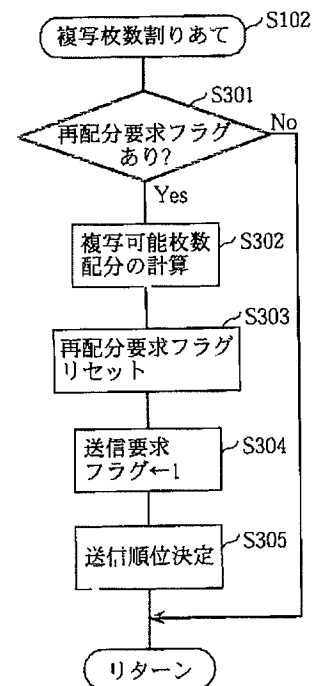 複写枚数割りあて
S102
S301
再配分要求フラグ
あり?
No
Yes
複写可能枚数
配分の計算
S302
S303
再配分要求フラグ
リセット
送信要求
フラグ←1
S304
送信順位決定
S305
リターン